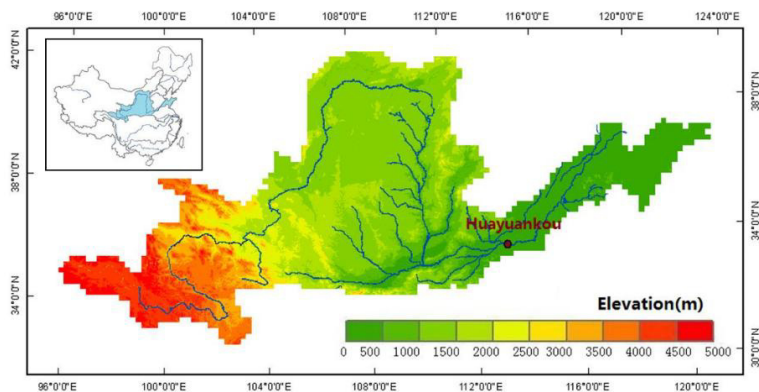 96°0'0"E 100°0'0"E 104°0'0"E 108°0'0"E 112°0'0"E 116°0'0"E 120°0'0"E 124°0'0"E
42°0'0"N
38°0'0"N
38°0'0"N
34°0'0"N
Huayuankou
34°0'0"N
Elevation(m)
0 500 1000 1500 2000 2500 3000 3500 4000 4500 5000
30°0'0"N
96°0'0"E 100°0'0"E 104°0'0"E 108°0'0"E 112°0'0"E 116°0'0"E 120°0'0"E